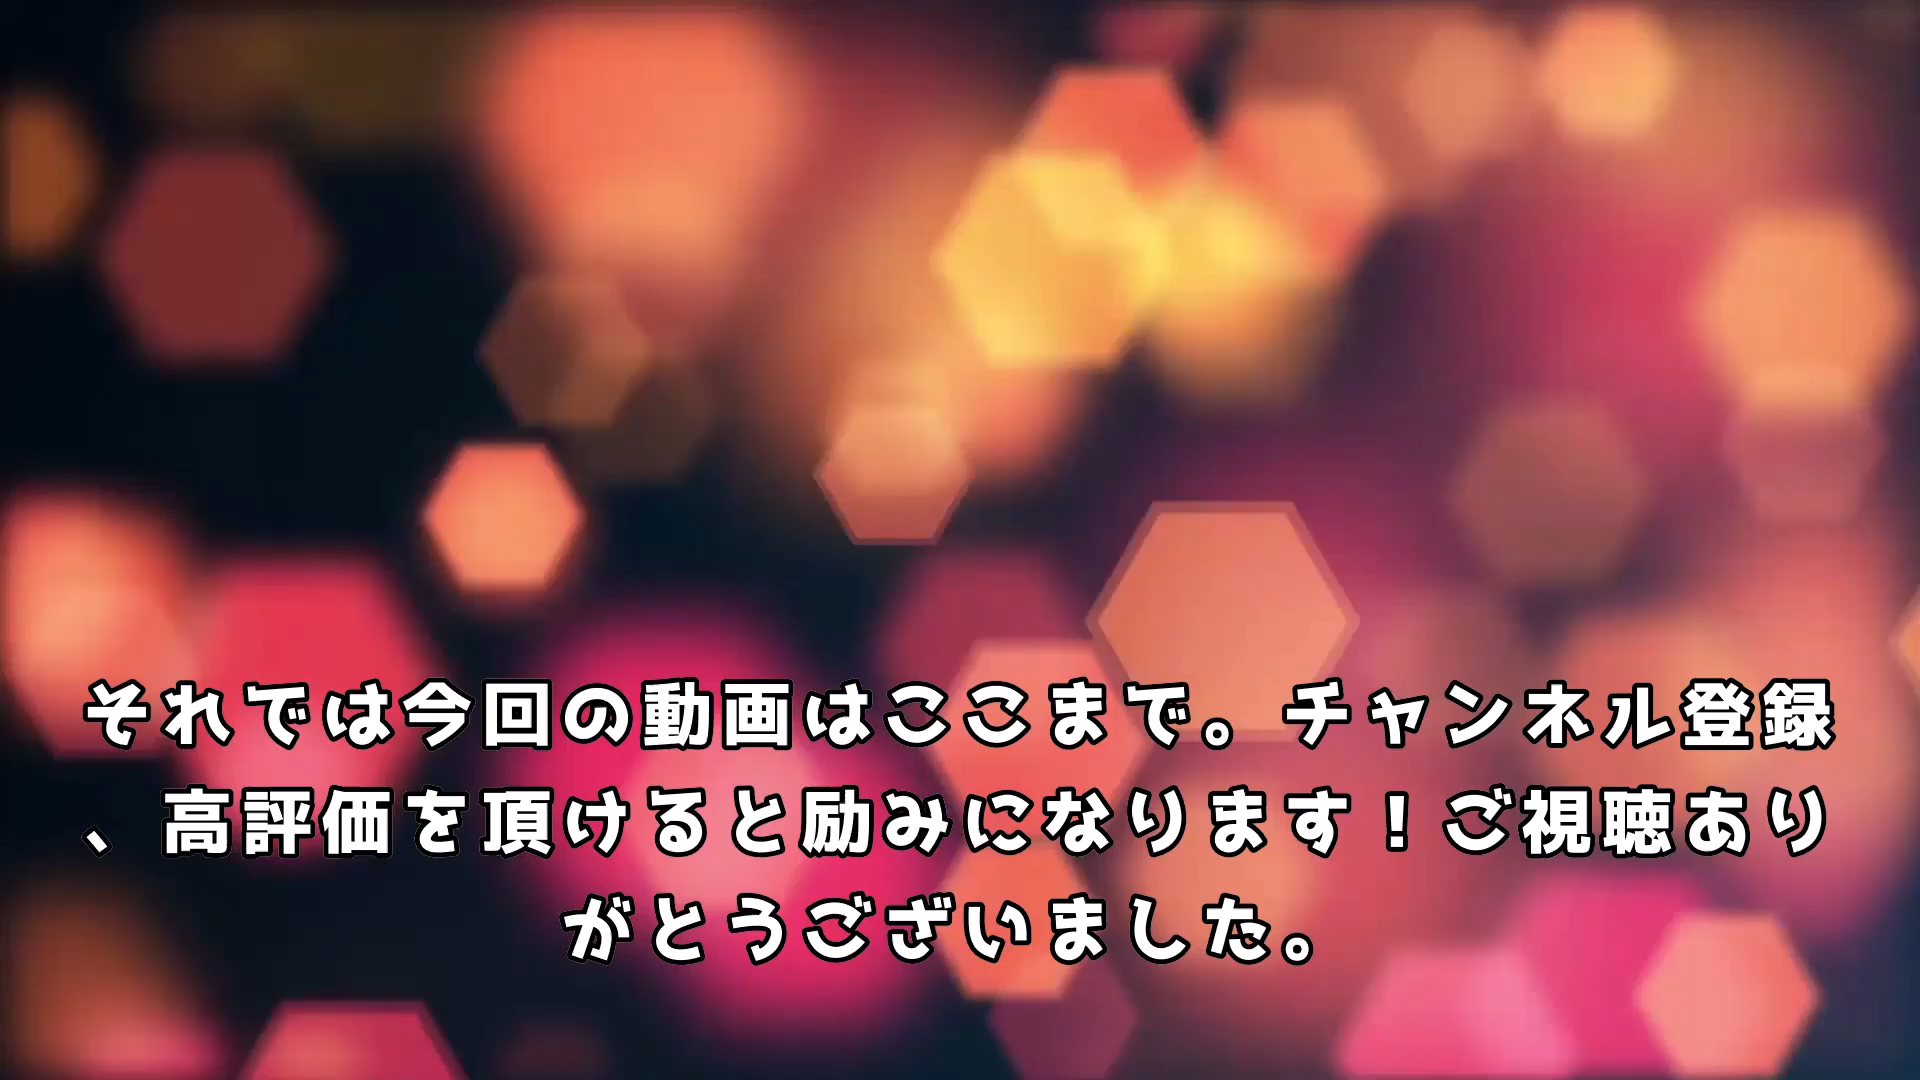 それでは今回の動画はここまで。チャンネル登録
、高評価を頂けると励みになります！ご視聴あり
がとうございました。